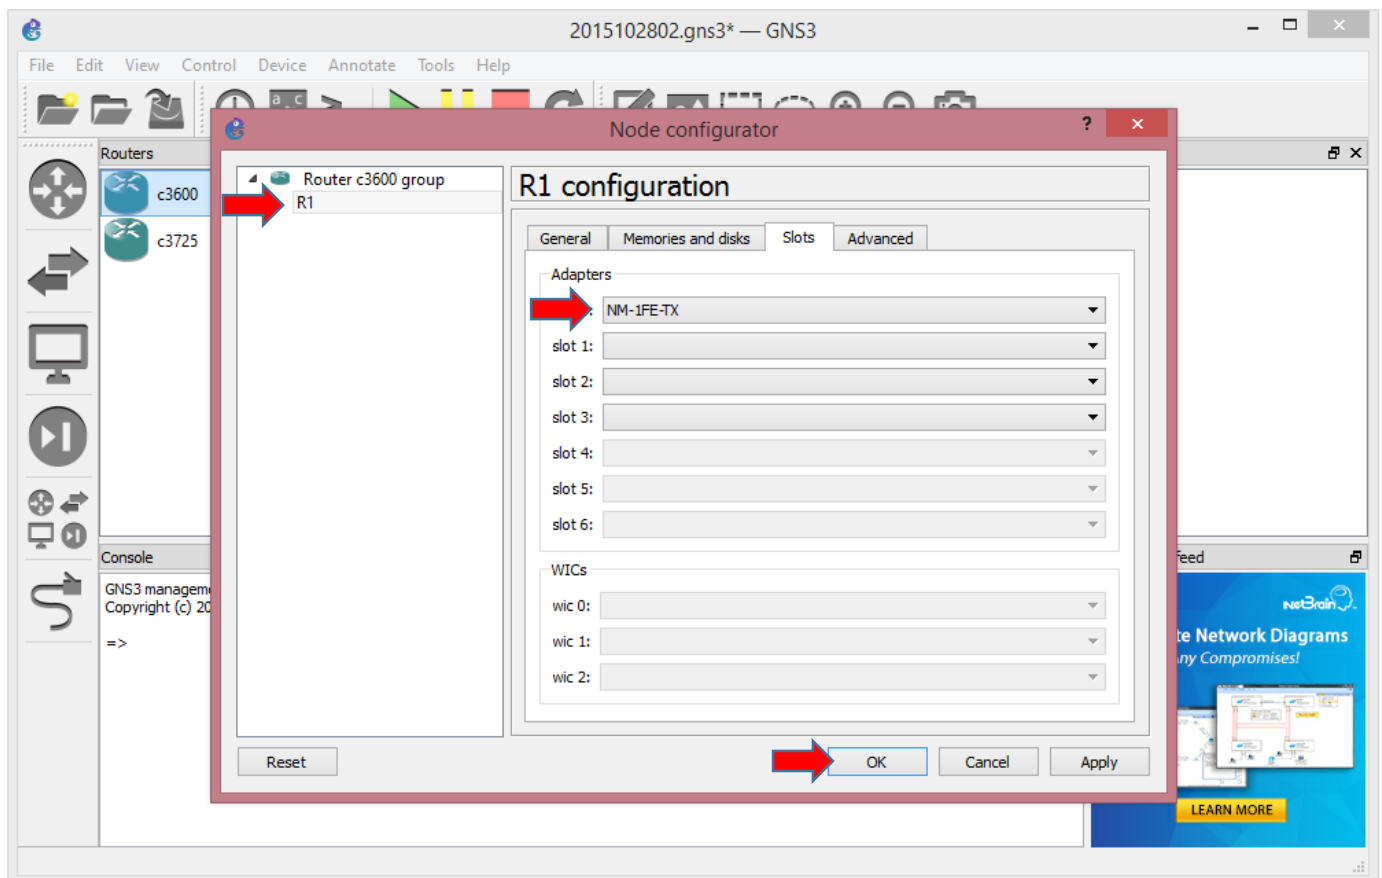 2015102802.gns3* — GNS3
File Edit View Control Device Annotate Tools Help
Node configurator
?
Routers
c3600
c3725
Router c3600 group
R1
R1 configuration
General Memories and disks Slots Advanced
Adapters
: NM-1FE-TX
slot 1:
slot 2:
slot 3:
slot 4:
slot 5:
slot 6:
WICs
wic 0:
wic 1:
wic 2:
Reset OK Cancel Apply
Console
GNS3 manageme
Copyright (c) 20
=>
feed
NetBrain
te Network Diagrams
ny Compromises!
LEARN MORE